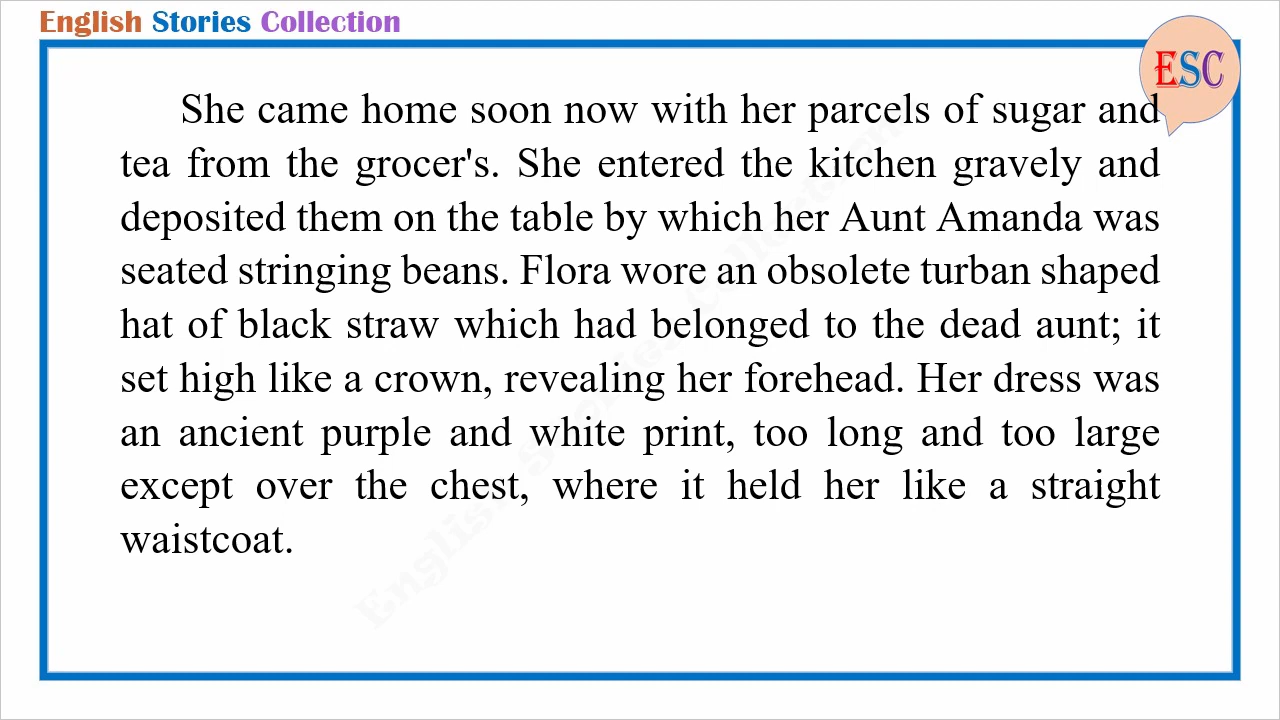 English Stories Collection
ESC
She came home soon now with her parcels of sugar and
tea from the grocer's. She entered the kitchen gravely and
deposited them on the table by which her Aunt Amanda was
seated stringing beans. Flora wore an obsolete turban shaped
hat of black straw which had belonged to the dead aunt; it
set high like a crown, revealing her forehead. Her dress was
an ancient purple and white print, too long and too large
except over the chest, where it held her like a straight
waistcoat.
English Stories Collection